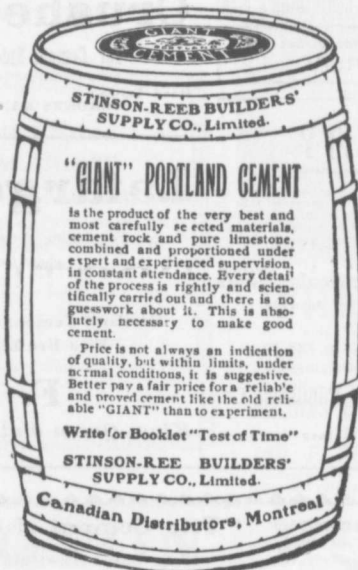 GIANT
PORTLAND
CEMENT
STINSON-REEB BUILDERS'
SUPPLY CO., Limited.
"GIANT" PORTLAND CEMENT
is the product of the very best and
most carefully se ected materials,
cement rock and pure limestone,
combined and proportioned under
expert and experienced supervision,
in constant attendance. Every detail
of the process is rightly and scien-
tifically carried out and there is no
guesswork about it. This is abso-
lutely necessary to make good
cement.
Price is not always an indication
of quality, but within limits, under
normal conditions, it is suggestive.
Better pay a fair price for a reliable
and proved cement like the old reli-
able "GIANT" than to experiment.
Write for Booklet "Test of Time"
STINSON-REE BUILDERS'
SUPPLY CO., Limited.
Canadian Distributors, Montreal